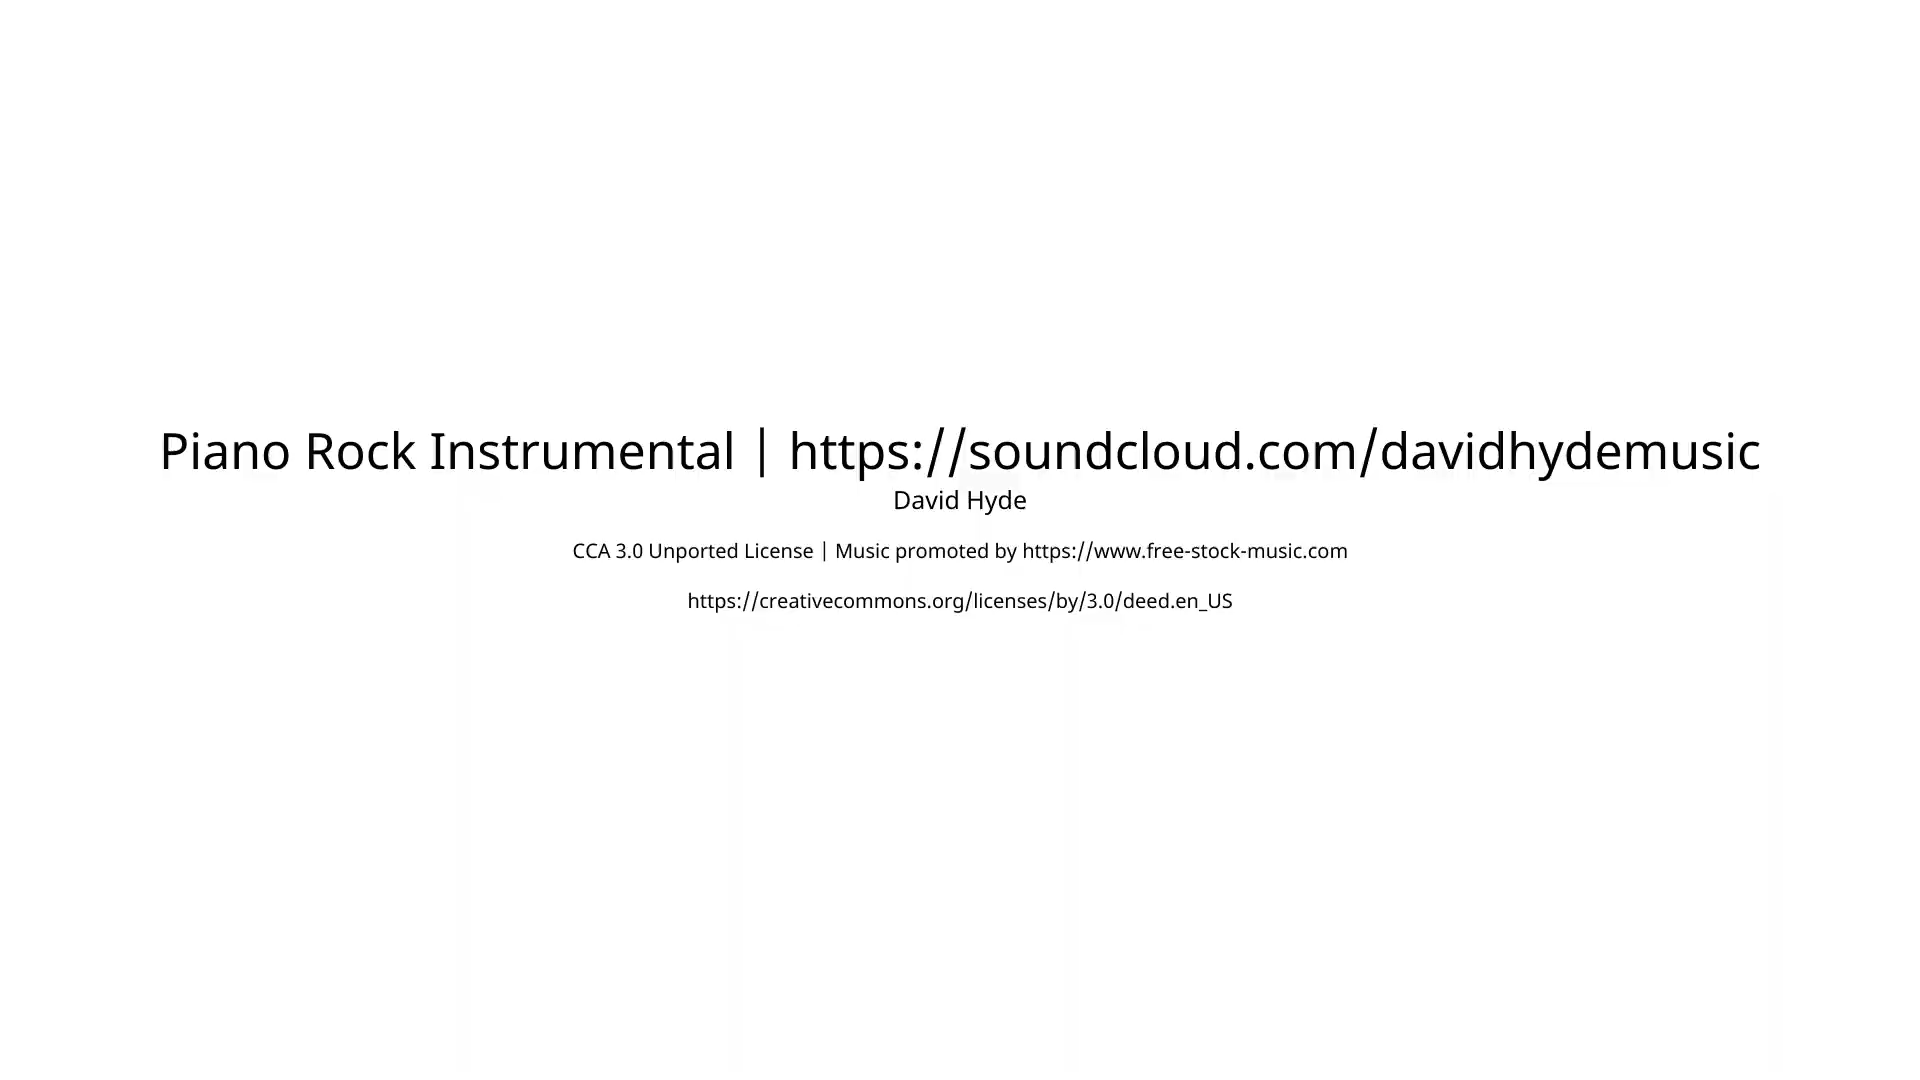 Piano Rock Instrumental | https://soundcloud.com/davidhydemusic
David Hyde
CCA 3.0 Unported License | Music promoted by https://www.free-stock-music.com
https://creativecommons.org/licenses/by/3.0/deed.en_US